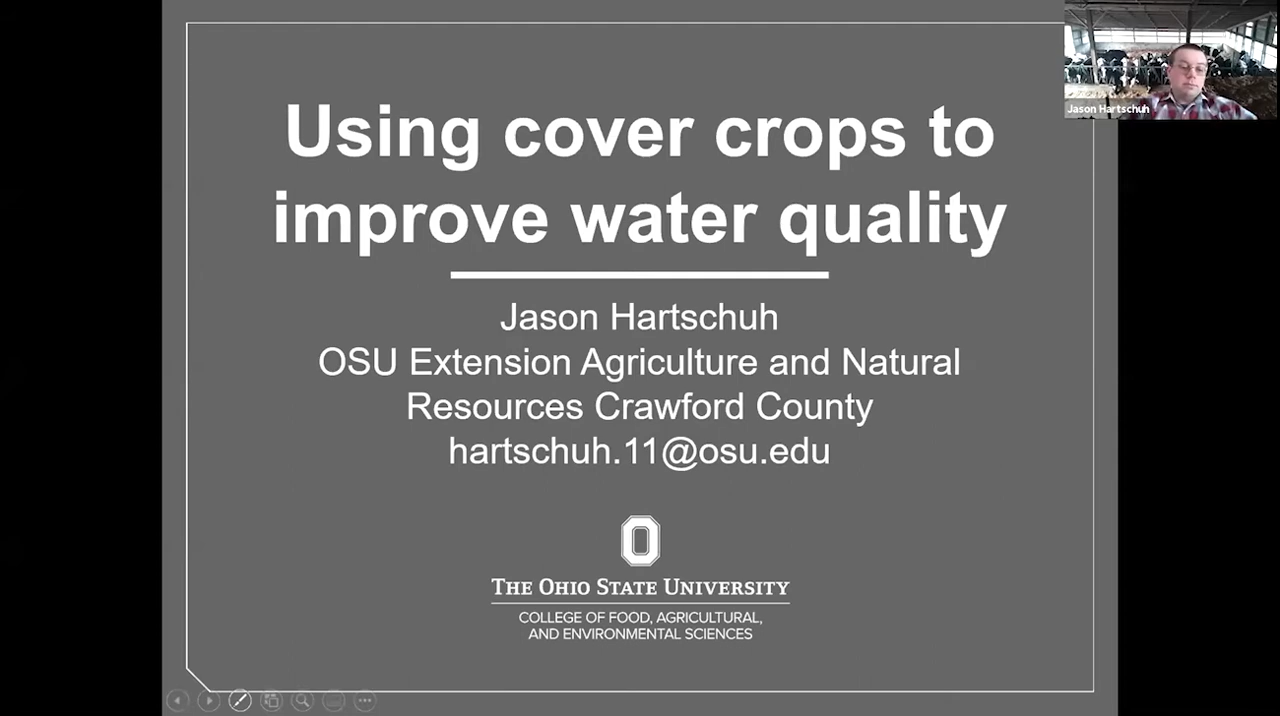 Using cover crops to
improve water quality
Jason Hartschuh
OSU Extension Agriculture and Natural
Resources Crawford County
hartschuh.11@osu.edu
O
THE OHIO STATE UNIVERSITY
COLLEGE OF FOOD, AGRICULTURAL,
AND ENVIRONMENTAL SCIENCES
Jason Hartschuh